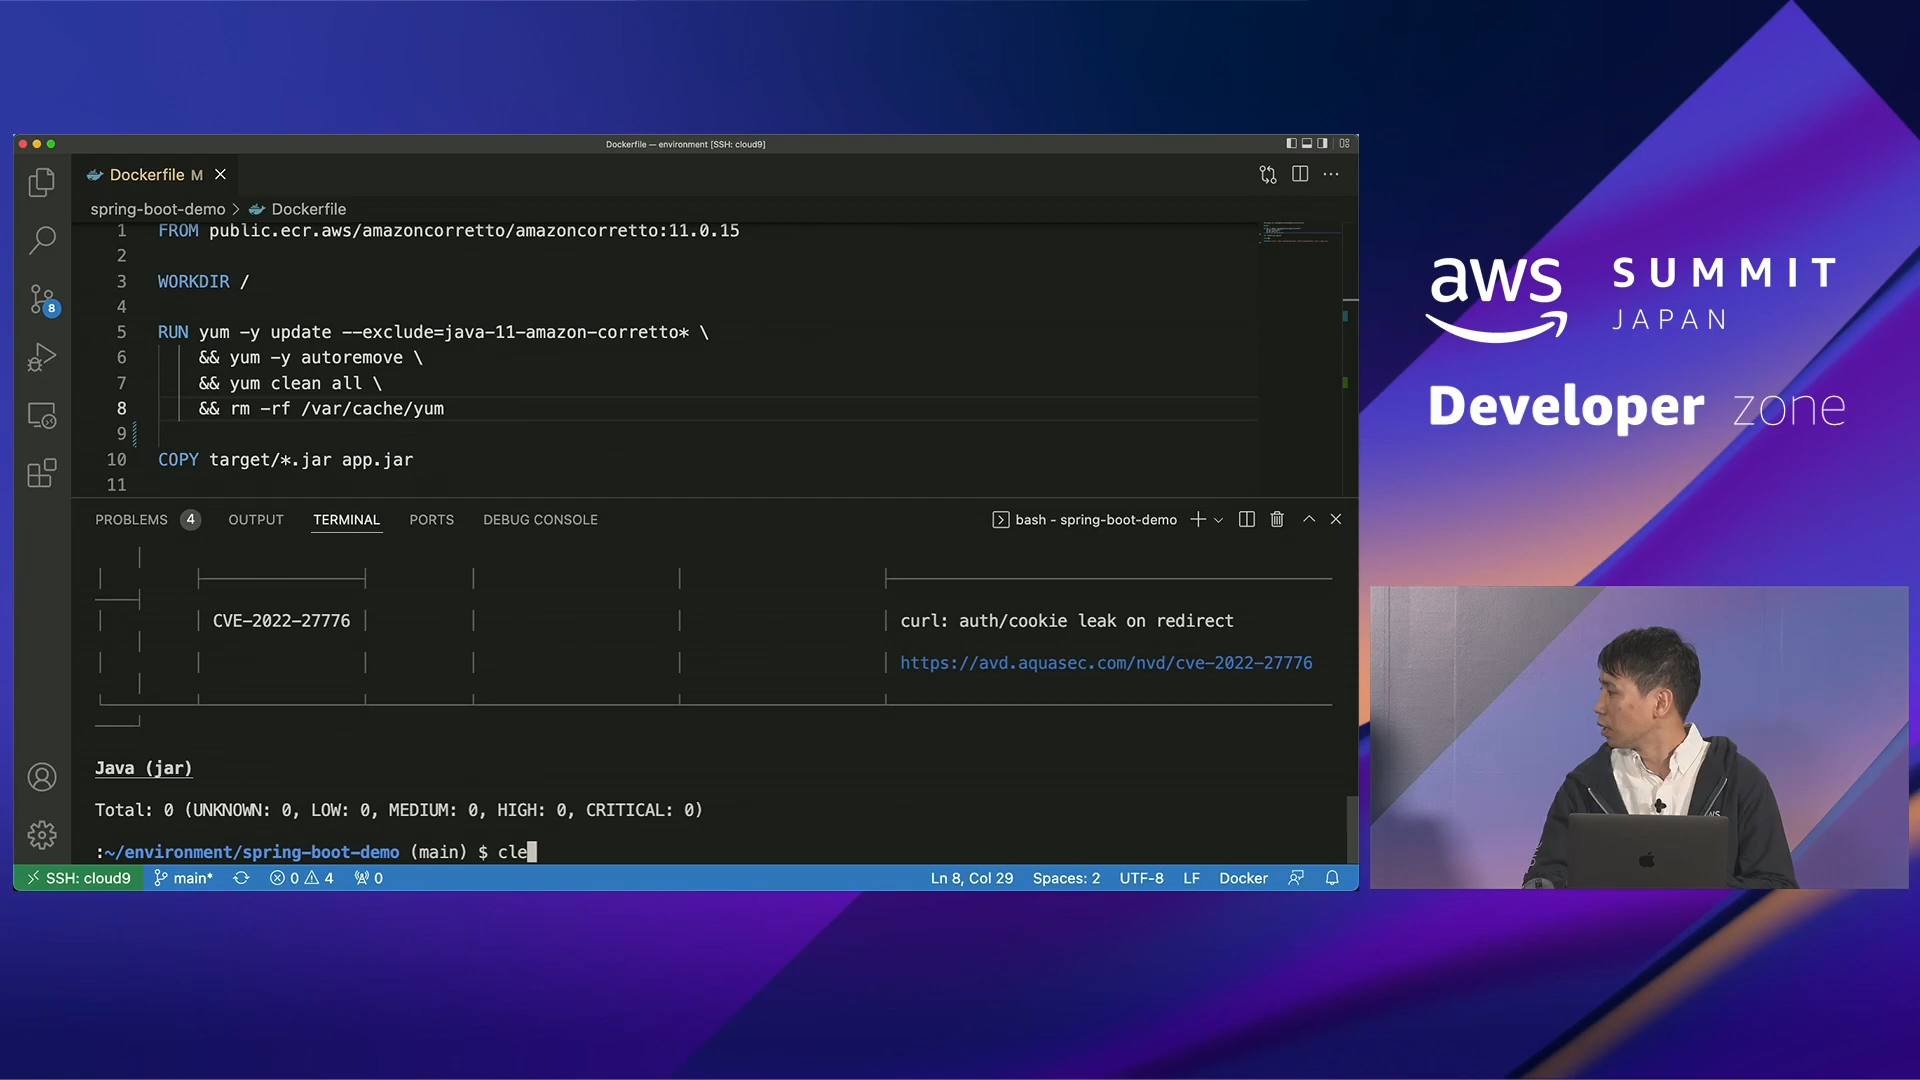 Dockerfile — environment [SSH: cloud9]
Dockerfile M
spring-boot-demo > Dockerfile
1 FROM public.ecr.aws/amazoncorretto/amazoncorretto:11.0.15
2
3 WORKDIR /
4
5 RUN yum -y update --exclude=java-11-amazon-corretto* \
6 && yum -y autoremove \
7 && yum clean all \
8 && rm -rf /var/cache/yum
9
10 COPY target/*.jar app.jar
11
8
PROBLEMS 4 OUTPUT TERMINAL PORTS DEBUG CONSOLE bash - spring-boot-demo
CVE-2022-27776 curl: auth/cookie leak on redirect
https://avd.aquasec.com/nvd/cve-2022-27776
Java (jar)
Total: 0 (UNKNOWN: 0, LOW: 0, MEDIUM: 0, HIGH: 0, CRITICAL: 0)
:~/environment/spring-boot-demo (main) $ cle
SSH: cloud9 main* 0 4 0 Ln 8, Col 29 Spaces: 2 UTF-8 LF Docker
aws SUMMIT
JAPAN
Developer zone